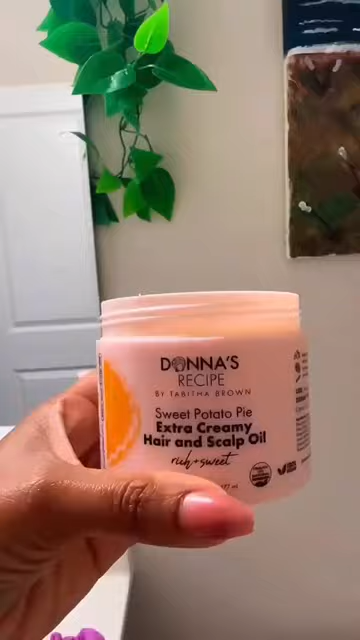 DONNA'S
RECIPE
BY TABITHA BROWN
Sweet Potato Pie
Extra Creamy
Hair and Scalp Oil
rich+sweet